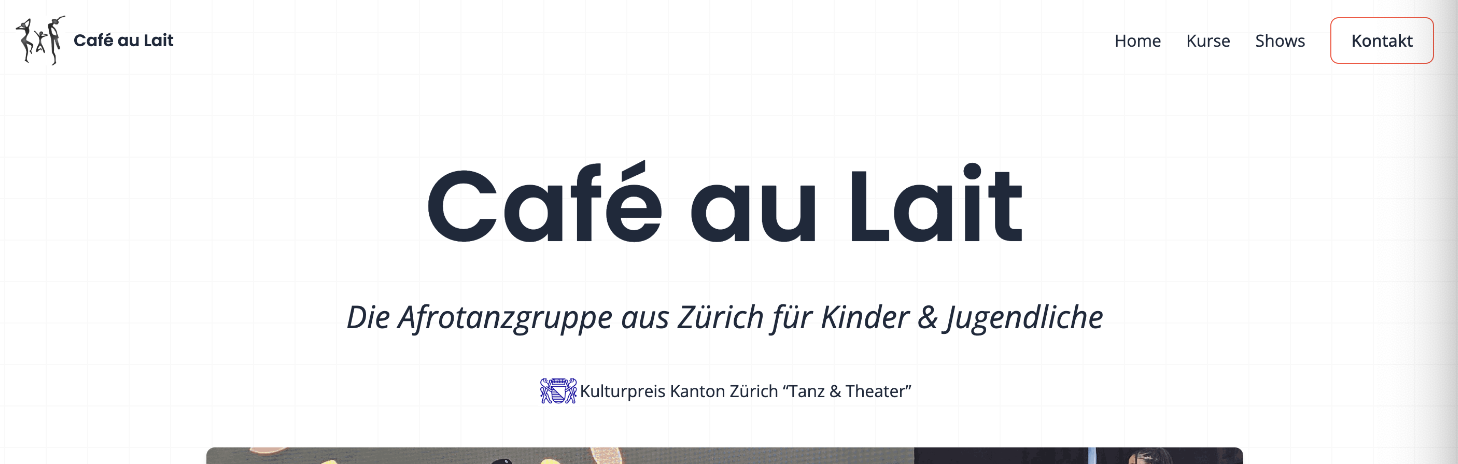 Café au Lait
Home Kurse Shows Kontakt
Café au Lait
Die Afrotanzgruppe aus Zürich für Kinder & Jugendliche
Kulturpreis Kanton Zürich “Tanz & Theater”